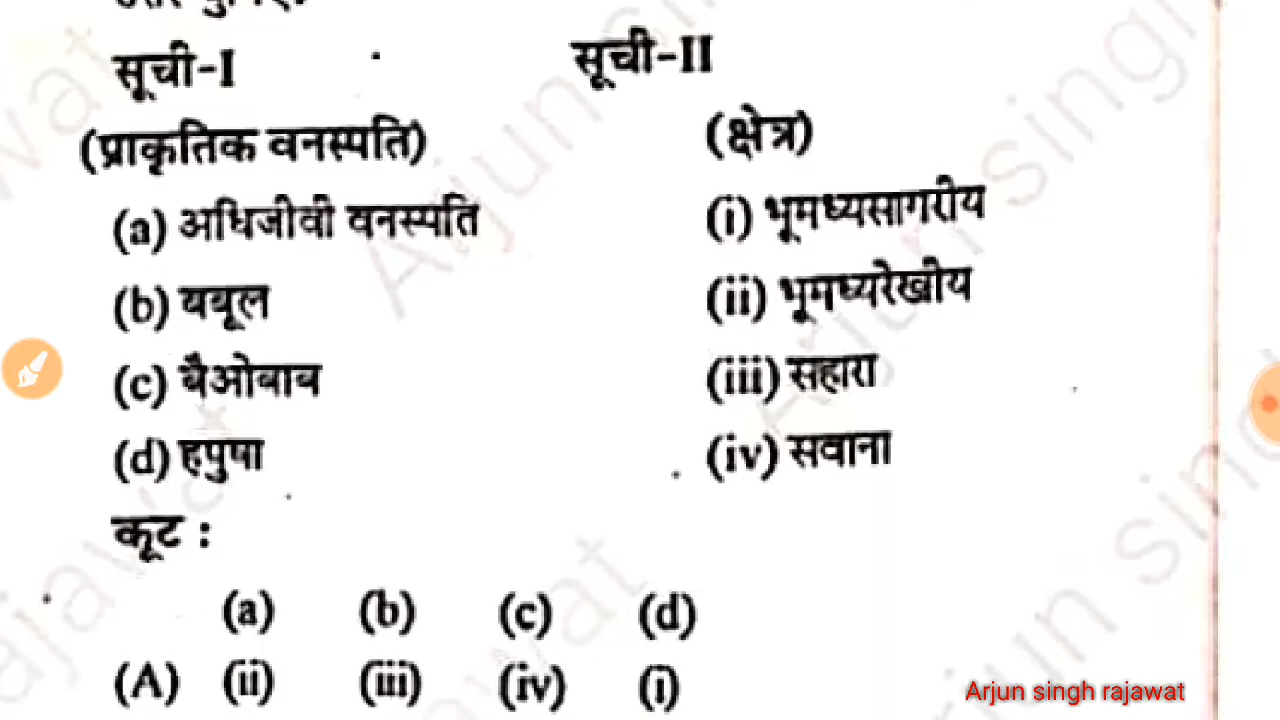 सूची-I सूची-II
(प्राकृतिक वनस्पति) (क्षेत्र)
(a) अधिजीवी वनस्पति (i) भूमध्यसागरीय
(b) बबूल (ii) भूमध्यरेखीय
(c) बैओबाब (iii) सहारा
(d) हपुषा (iv) सवाना
कूट :
(a) (b) (c) (d)
(A) (ii) (iii) (iv) (i)
Arjun singh rajawat